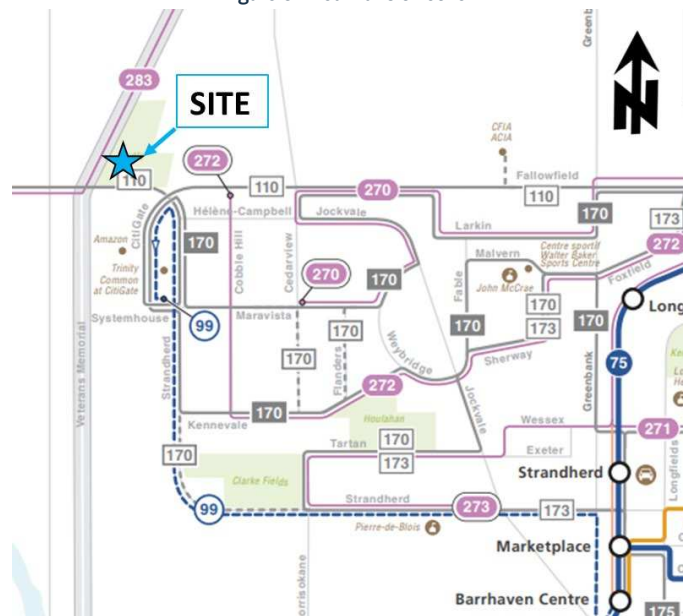 Greenb
283
SITE
CFIA
ACIA
272
110
110
270
Fallowfield
110
CitiGate
Hélène-Campbell
Jockvale
170
173
Larkin
272
Amazon
170
Cobble Hill
Cedarview
Malvern
Centre sportif
Walter Baker
Sports Centre
Foxfield
Trinity
Common
at CitiGate
270
170
Fable
John McCrae
170
Long
Systemhouse
99
Maravista
170
173
170
170
Veterans Memorial
Strandherd
170
Flanders
Weybridge
Sherway
Greenbank
75
272
Jockvale
170
Kennevale
Houlahan
Wessex
271
170
Tartan
170
173
Exeter
Longfields
Clarke Fields
Strandherd
Strandherd
273
173
99
Pierre-de-Blois
Marketplace
orrisokane
Barrhaven Centre
175